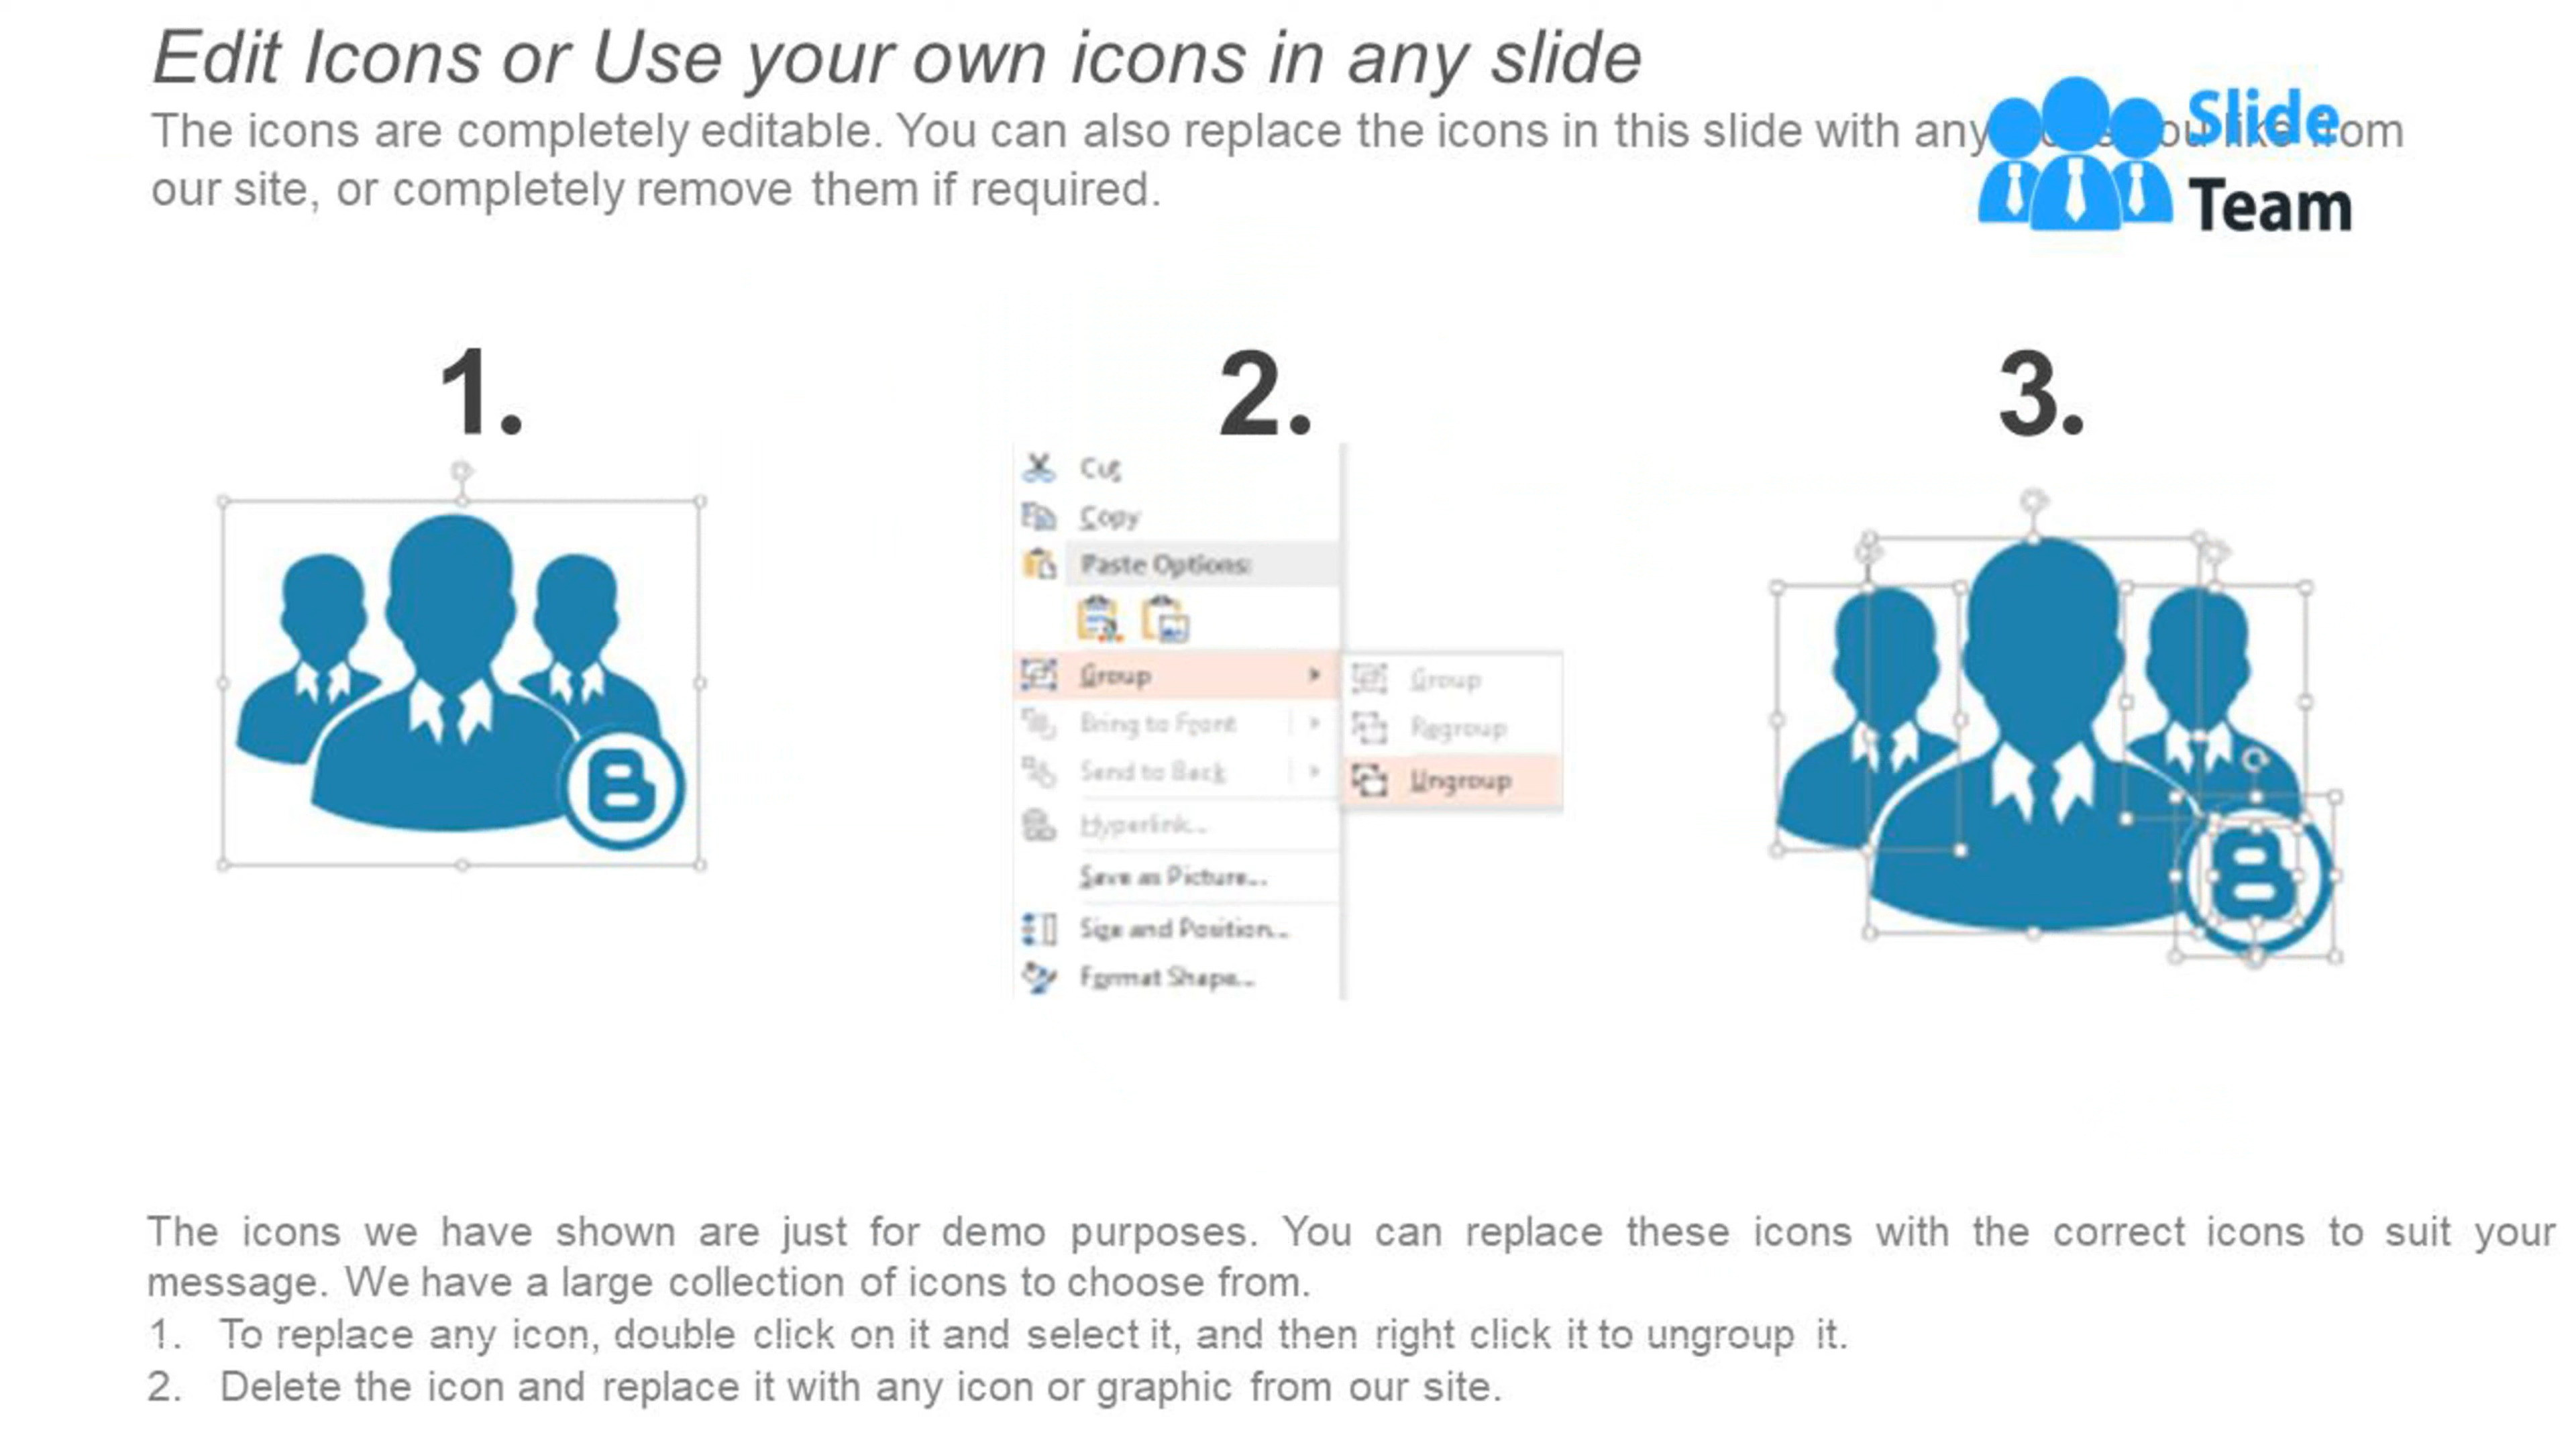 Edit Icons or Use your own icons in any slide
The icons are completely editable. You can also replace the icons in this slide with any you like from
our site, or completely remove them if required.
Slide
Team
1.
2.
3.
Cut
Copy
Paste Options:
Group
Bring to Front
Send to Back
Hyperlink...
Save as Picture...
Size and Position...
Format Shape...
Group
Regroup
Ungroup
B
B
The icons we have shown are just for demo purposes. You can replace these icons with the correct icons to suit your
message. We have a large collection of icons to choose from.
1. To replace any icon, double click on it and select it, and then right click it to ungroup it.
2. Delete the icon and replace it with any icon or graphic from our site.